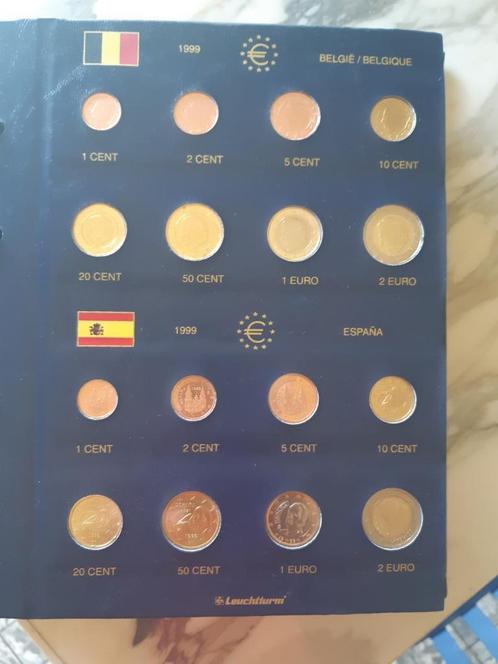 1999 € BELGIË / BELGIQUE
1 CENT 2 CENT 5 CENT 10 CENT
20 CENT 50 CENT 1 EURO 2 EURO
1999 € ESPAÑA
1 CENT 2 CENT 5 CENT 10 CENT
20 CENT 50 CENT 1 EURO 2 EURO
Leuchtturm